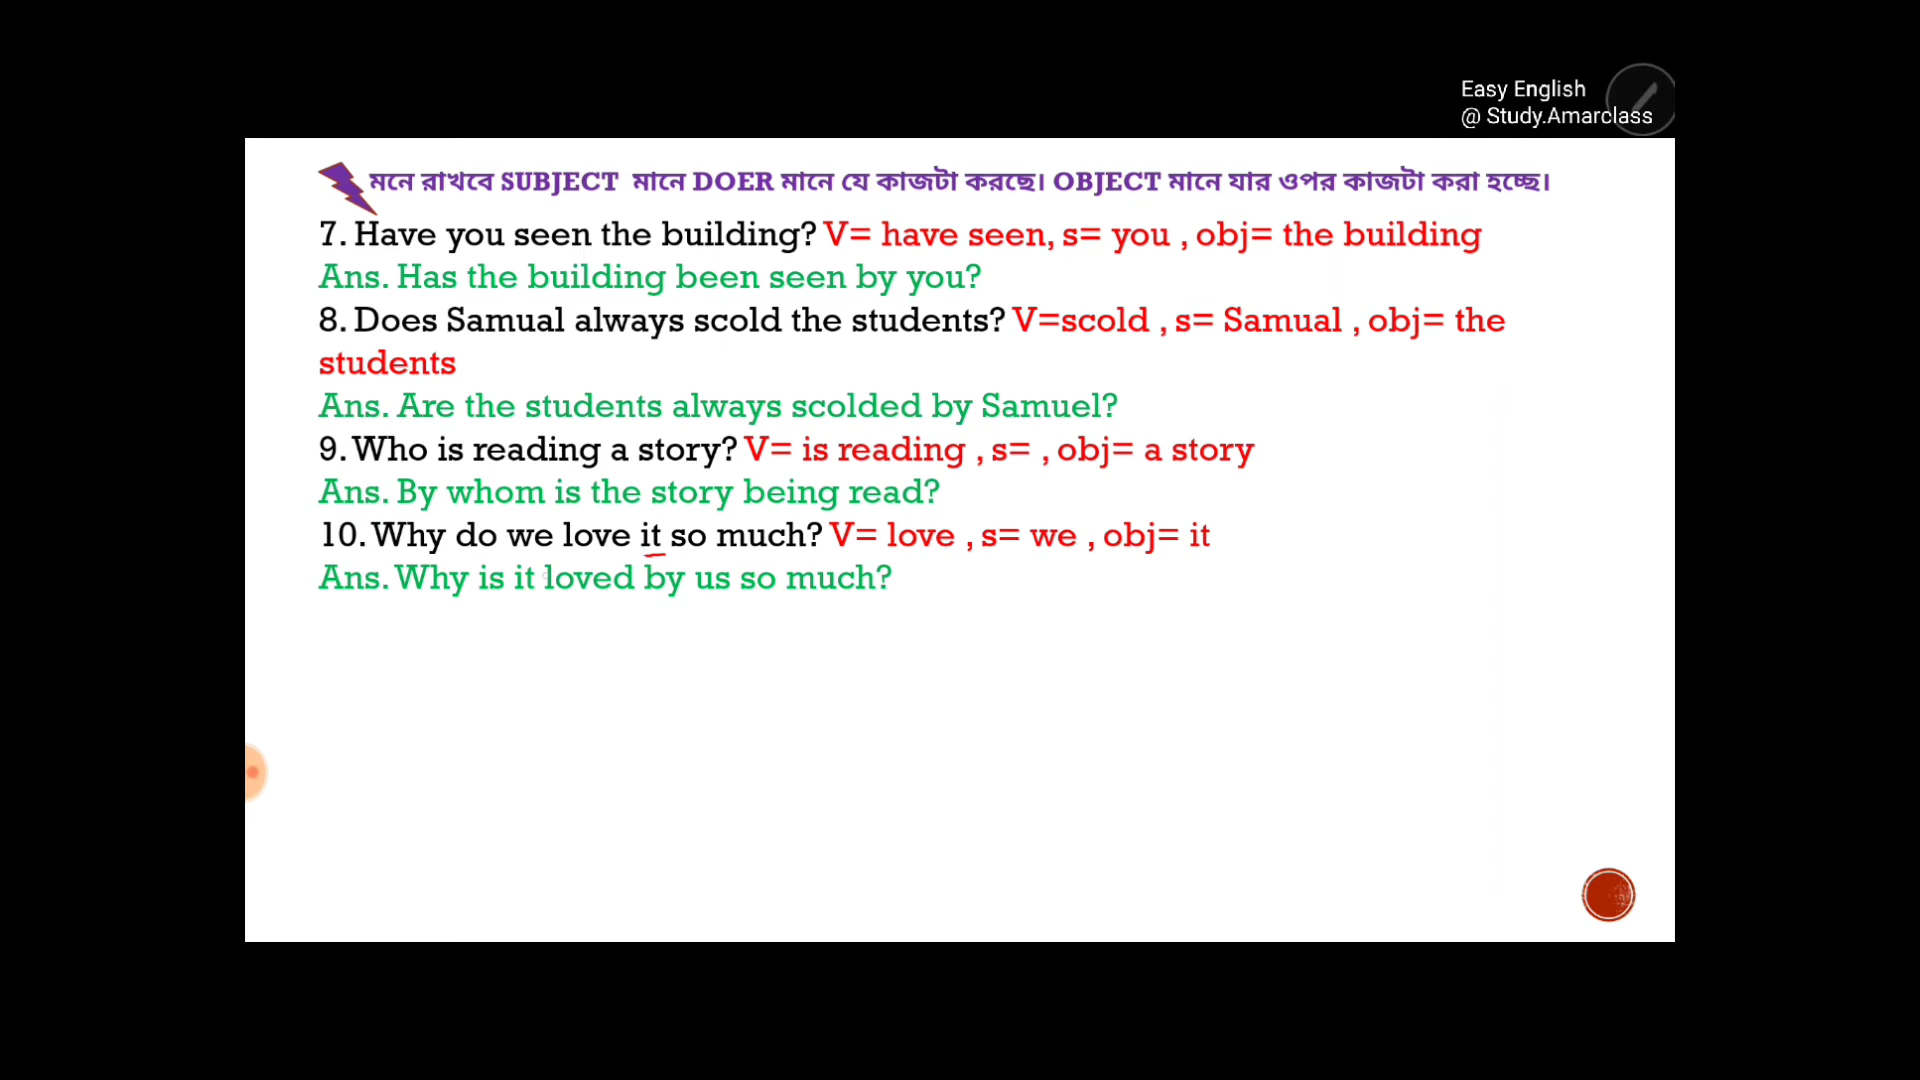 Easy English
@ Study.Amarclass
মনে রাখবে SUBJECT মানে DOER মানে যে কাজটা করছে। OBJECT মানে যার ওপর কাজটা করা হচ্ছে।
7. Have you seen the building? V= have seen, s= you , obj= the building
Ans. Has the building been seen by you?
8. Does Samual always scold the students? V=scold , s= Samual , obj= the
students
Ans. Are the students always scolded by Samuel?
9. Who is reading a story? V= is reading , s= , obj= a story
Ans. By whom is the story being read?
10. Why do we love it so much? V= love , s= we , obj= it
Ans. Why is it loved by us so much?